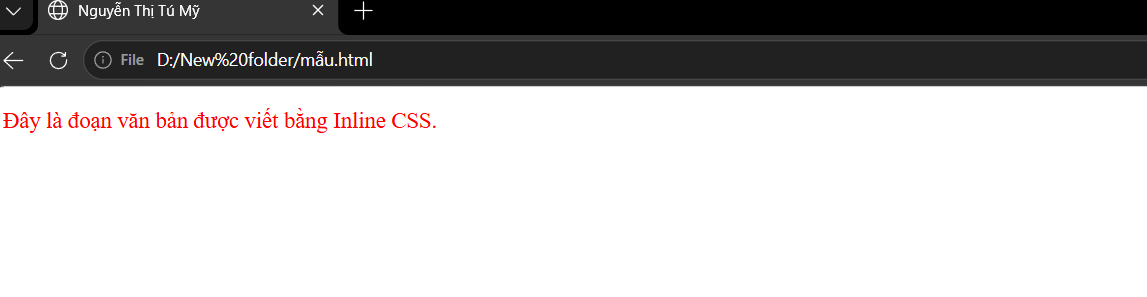 Nguyễn Thị Tú Mỹ
File D:/New%20folder/mẫu.html
Đây là đoạn văn bản được viết bằng Inline CSS.